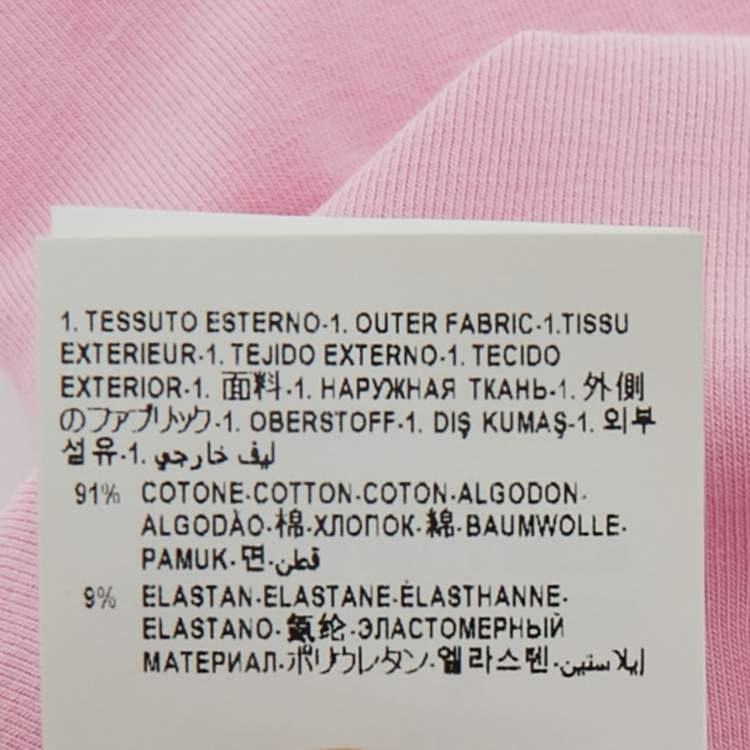 1. TESSUTO ESTERNO-1. OUTER FABRIC-1.TISSU
EXTERIEUR-1. TEJIDO EXTERNO-1. TECIDO
EXTERIOR-1. 面料-1. НАРУЖНАЯ ТКАНЬ-1. 外側
のファブリック-1. OBERSTOFF-1. DIŞ KUMAŞ-1. 외부
섬유-1. ليف خارجي
91% COTONE-COTTON-COTON-ALGODON-
ALGODÃO-棉-ХЛОПОК-綿-BAUMWOLLE-
PAMUK-면-قطن
9% ELASTAN-ELASTANE-ÉLASTHANNE-
ELASTANO-氨纶-ЭЛАСТОМЕРНЫЙ
МАТЕРИАЛ-ポリウレタン-엘라스텐-إيلاستين